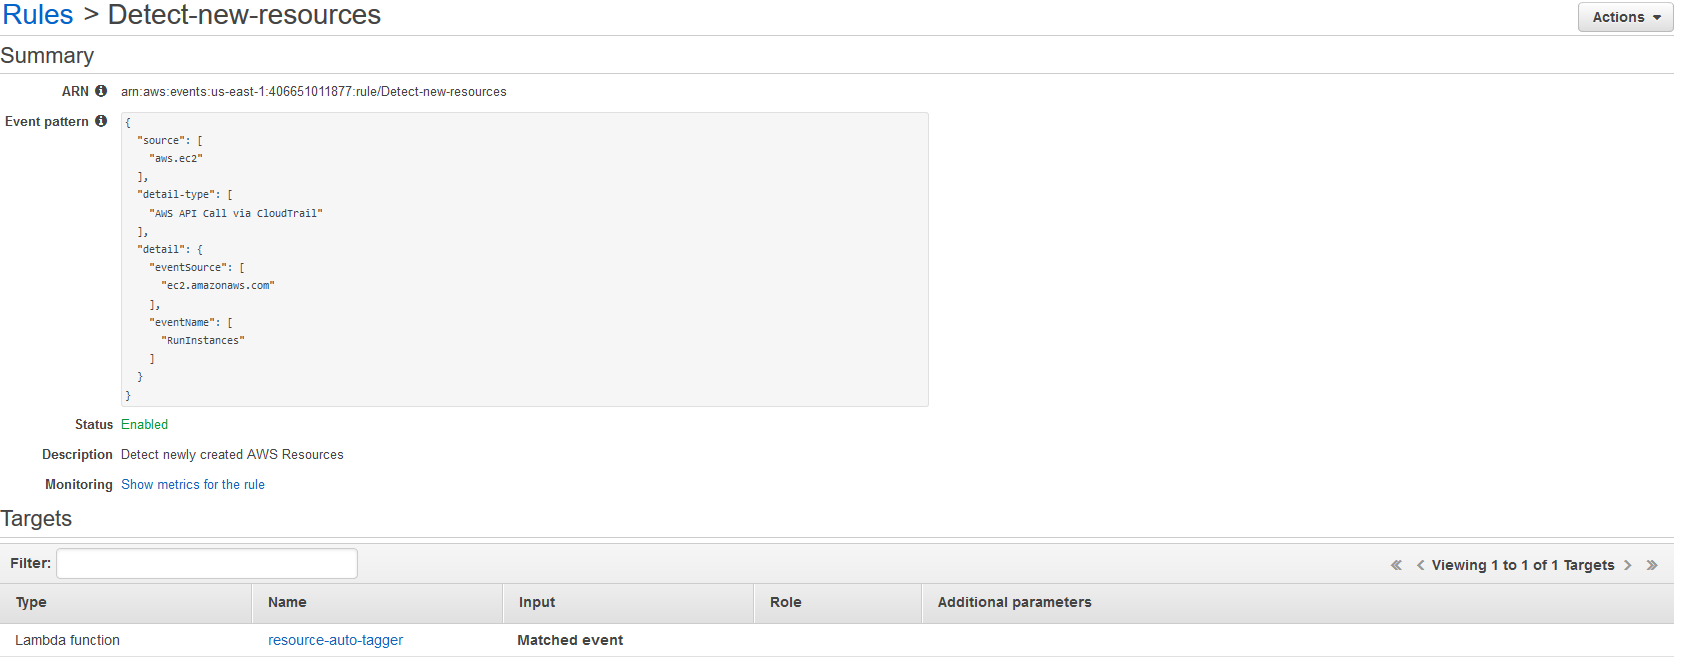 Rules > Detect-new-resources
Actions
Summary
ARN arn:aws:events:us-east-1:406651011877:rule/Detect-new-resources
Event pattern
{
  "source": [
    "aws.ec2"
  ],
  "detail-type": [
    "AWS API Call via CloudTrail"
  ],
  "detail": {
    "eventSource": [
      "ec2.amazonaws.com"
    ],
    "eventName": [
      "RunInstances"
    ]
  }
}
Status Enabled
Description Detect newly created AWS Resources
Monitoring Show metrics for the rule
Targets
Filter: « < Viewing 1 to 1 of 1 Targets > »
Type Name Input Role Additional parameters
Lambda function resource-auto-tagger Matched event